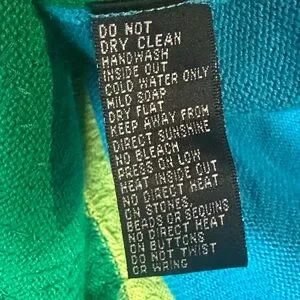 DO NOT
DRY CLEAN
HANDWASH
INSIDE OUT
COLD WATER ONLY
MILD SOAP
DRY FLAT
KEEP AWAY FROM
DIRECT SUNSHINE
NO BLEACH
PRESS ON LOW
HEAT INSIDE OUT
NO DIRECT HEAT
ON STONES
BEADS OR SEQUINS
NO DIRECT HEAT
ON BUTTONS
DO NOT TWIST
OR WRING